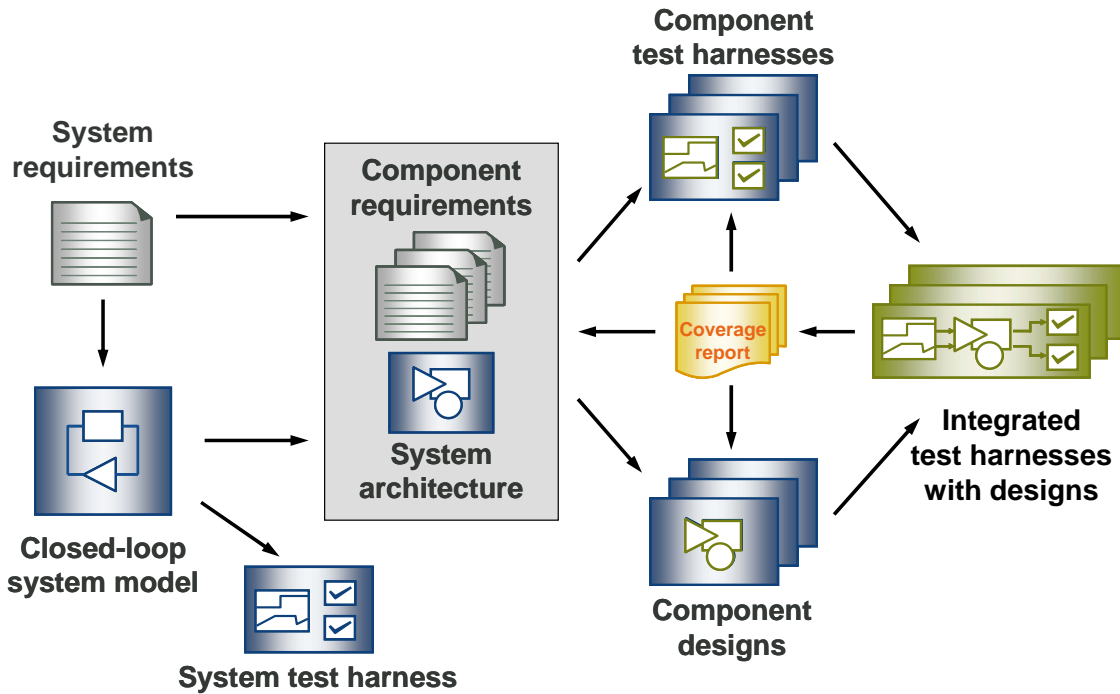 Component
test harnesses
System
requirements
Component
requirements
Coverage
report
System
architecture
Integrated
test harnesses
with designs
Closed-loop
system model
Component
designs
System test harness